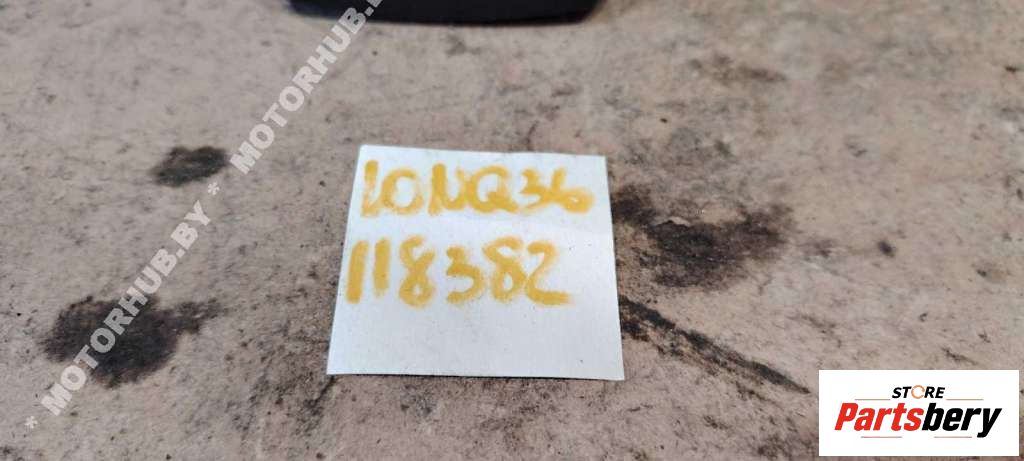 * MOTORHUB.BY * MOTORHUB.BY
10NQ36
118382
STORE
Partsbery